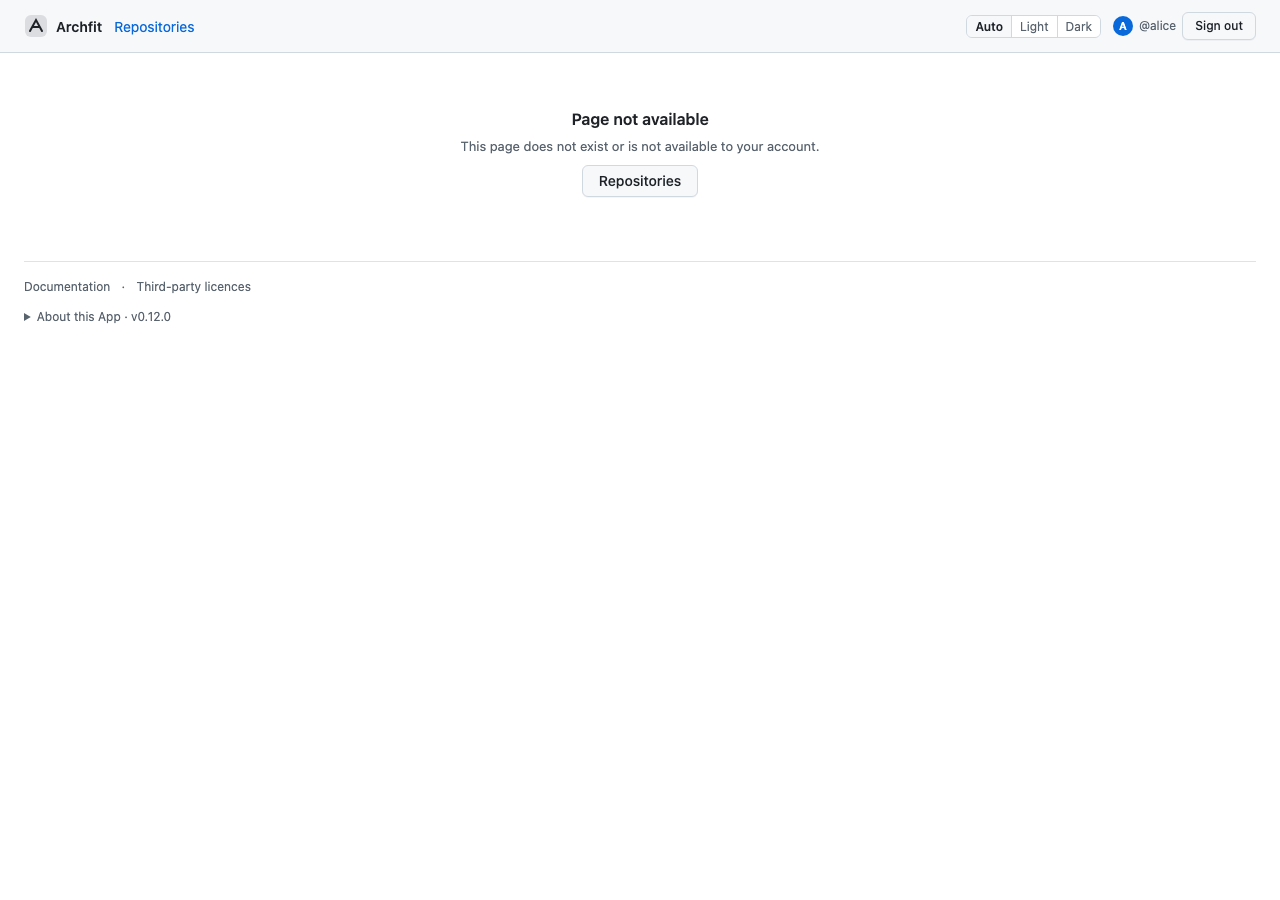 Archfit Repositories Auto Light Dark A @alice Sign out
Page not available
This page does not exist or is not available to your account.
Repositories
Documentation · Third-party licences
About this App · v0.12.0